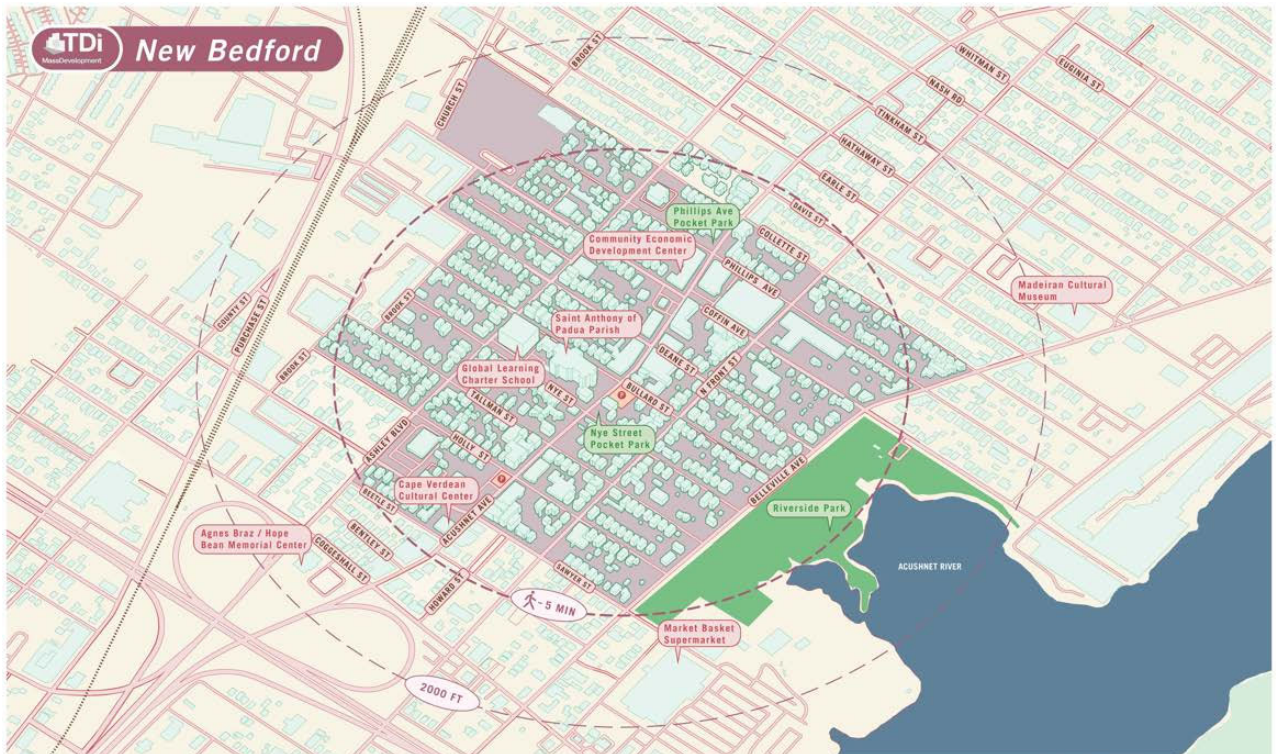 TDi
MassDevelopment
New Bedford
BROOK ST
CHURCH ST
WHITMAN ST
EUGINIA ST
NASH RD
TINKHAM ST
HATHAWAY ST
EARLE ST
DAVIS ST
COLLETTE ST
Phillips Ave
Pocket Park
Community Economic
Development Center
PHILLIPS AVE
Madeiran Cultural
Museum
COUNTY ST
PURCHASE ST
BROOK ST
BROOK ST
Saint Anthony of
Padua Parish
COFFIN AVE
DEANE ST
N FRONT ST
Global Learning
Charter School
NYE ST
BULLARD ST
P
TALLMAN ST
Nye Street
Pocket Park
ASHLEY BLVD
HOLLY ST
BELLEVILLE AVE
P
Cape Verdean
Cultural Center
BEETLE ST
ACUSHNET AVE
Riverside Park
Agnes Braz / Hope
Bean Memorial Center
BENTLEY ST
COGGESHALL ST
HOWARD ST
SAWYER ST
ACUSHNET RIVER
~5 MIN
Market Basket
Supermarket
2000 FT